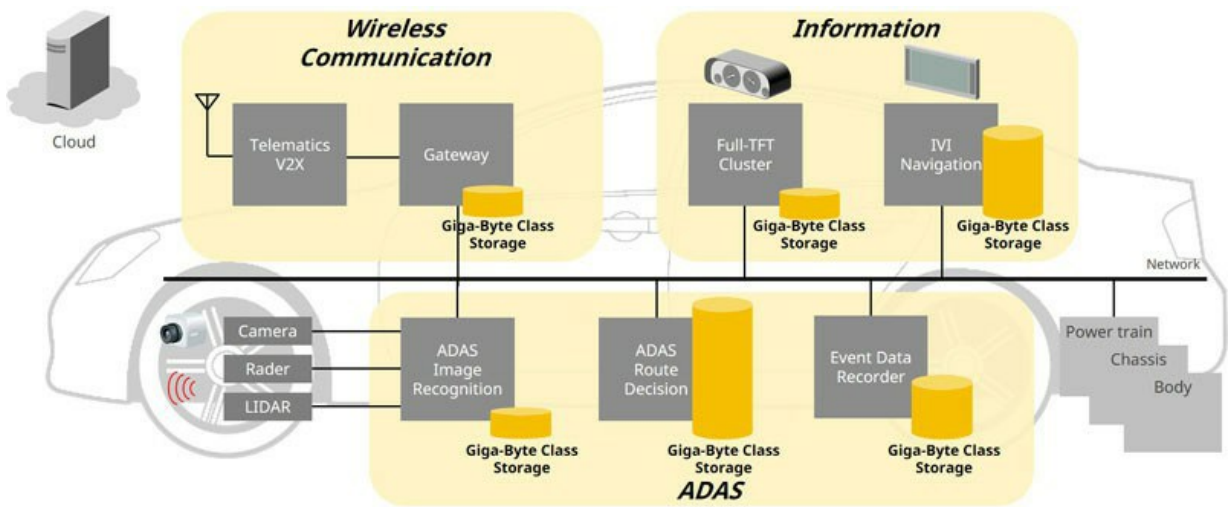 Wireless
Communication
Information
Cloud
Telematics
V2X
Gateway
Giga-Byte Class
Storage
Full-TFT
Cluster
Giga-Byte Class
Storage
IVI
Navigation
Giga-Byte Class
Storage
Network
Camera
Rader
LIDAR
ADAS
Image
Recognition
Giga-Byte Class
Storage
ADAS
Route
Decision
Giga-Byte Class
Storage
Event Data
Recorder
Giga-Byte Class
Storage
Power train
Chassis
Body
ADAS